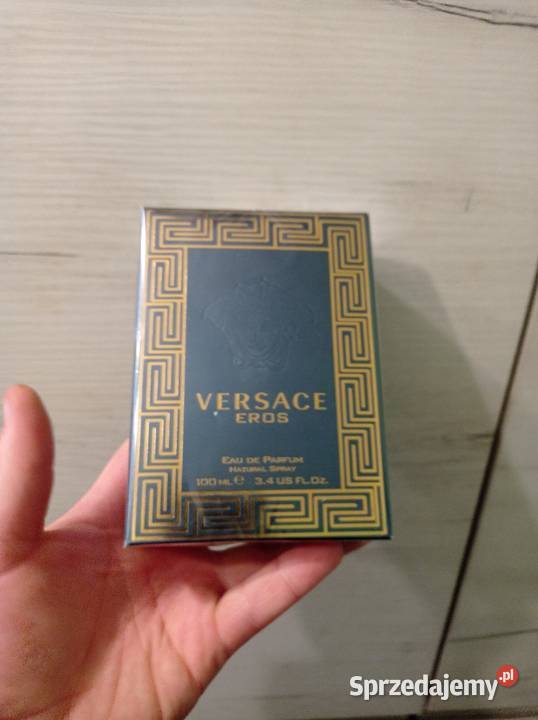 VERSACE
EROS
EAU DE PARFUM
NATURAL SPRAY
100 ML e 3.4 US FL.OZ.
Sprzedajemy.pl